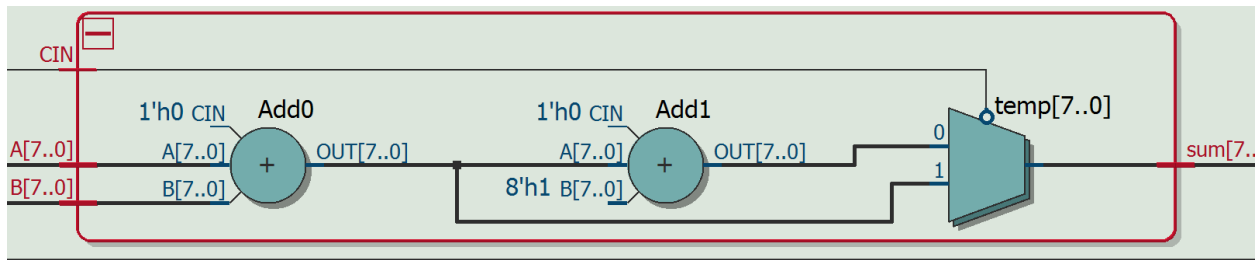 CIN
1'h0 CIN
Add0
1'h0 CIN
Add1
temp[7..0]
0
A[7..0]
A[7..0]
+
OUT[7..0]
A[7..0]
+
OUT[7..0]
sum[7..
1
B[7..0]
B[7..0]
8'h1 B[7..0]